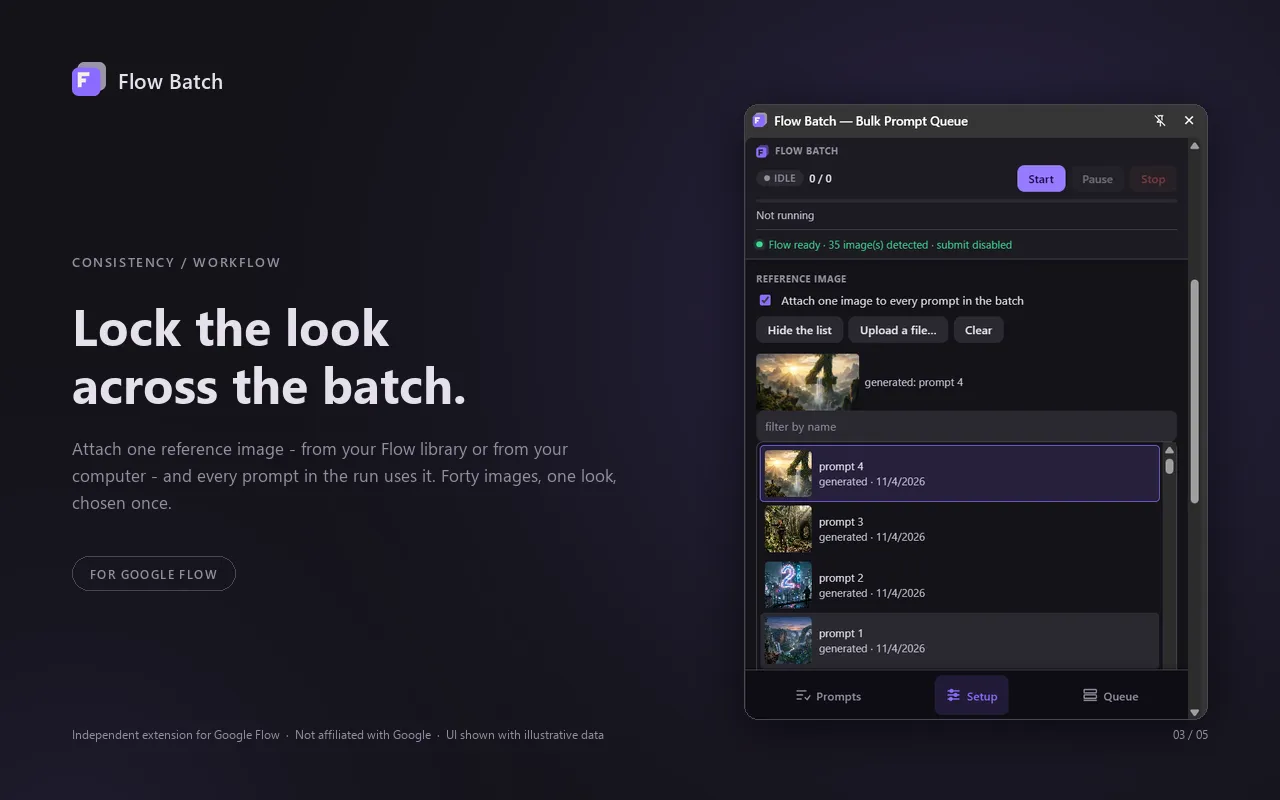 Flow Batch
CONSISTENCY / WORKFLOW
Lock the look
across the batch.
Attach one reference image - from your Flow library or from your
computer - and every prompt in the run uses it. Forty images, one look,
chosen once.
FOR GOOGLE FLOW
Independent extension for Google Flow · Not affiliated with Google · UI shown with illustrative data
Flow Batch — Bulk Prompt Queue
FLOW BATCH
IDLE 0 / 0 Start Pause Stop
Not running
Flow ready · 35 image(s) detected · submit disabled
REFERENCE IMAGE
Attach one image to every prompt in the batch
Hide the list Upload a file... Clear
generated: prompt 4
filter by name
prompt 4
generated · 11/4/2026
prompt 3
generated · 11/4/2026
2
prompt 2
generated · 11/4/2026
prompt 1
generated · 11/4/2026
Prompts Setup Queue
03 / 05